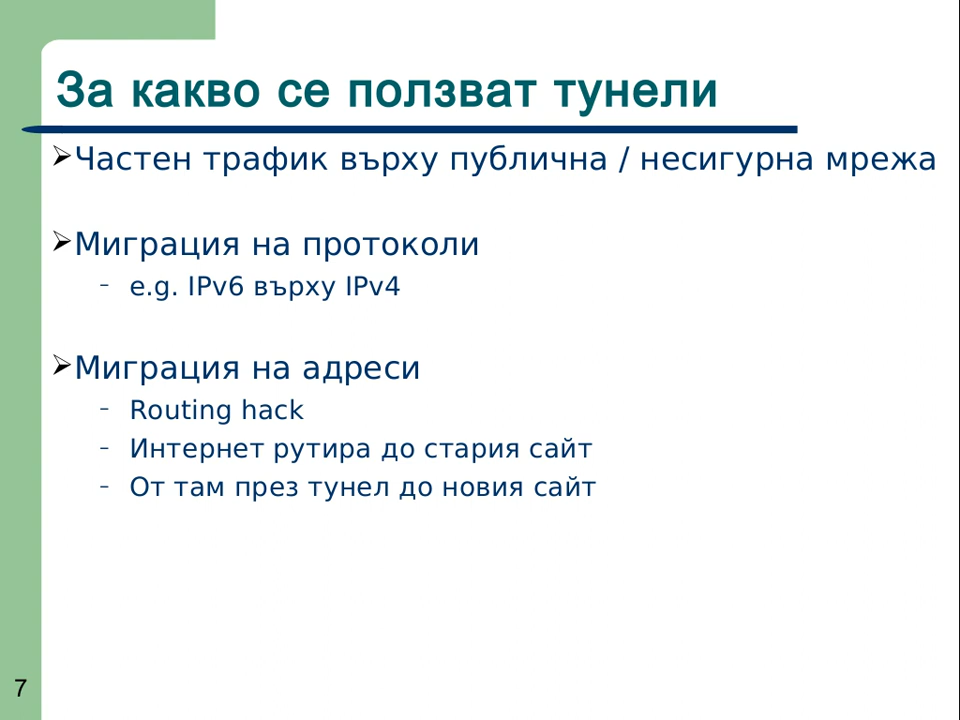 За какво се ползват тунели
➢Частен трафик върху публична / несигурна мрежа
➢Миграция на протоколи
– e.g. IPv6 върху IPv4
➢Миграция на адреси
– Routing hack
– Интернет рутира до стария сайт
– От там през тунел до новия сайт
7